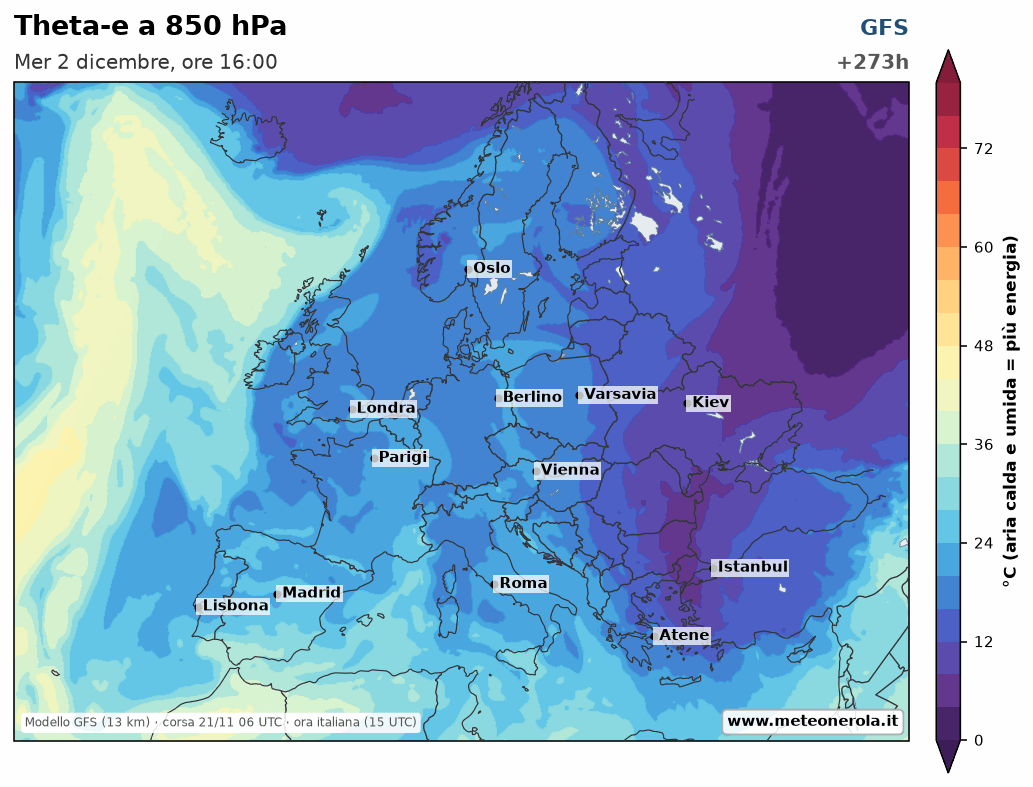 Theta-e a 850 hPa
GFS
Mer 2 dicembre, ore 16:00
+273h
Oslo
Londra
Berlino
Varsavia
Kiev
Parigi
Vienna
Istanbul
Roma
Madrid
Lisbona
Atene
Modello GFS (13 km) · corsa 21/11 06 UTC · ora italiana (15 UTC)
www.meteonerola.it
72
60
48
36
24
12
0
°C (aria calda e umida = più energia)